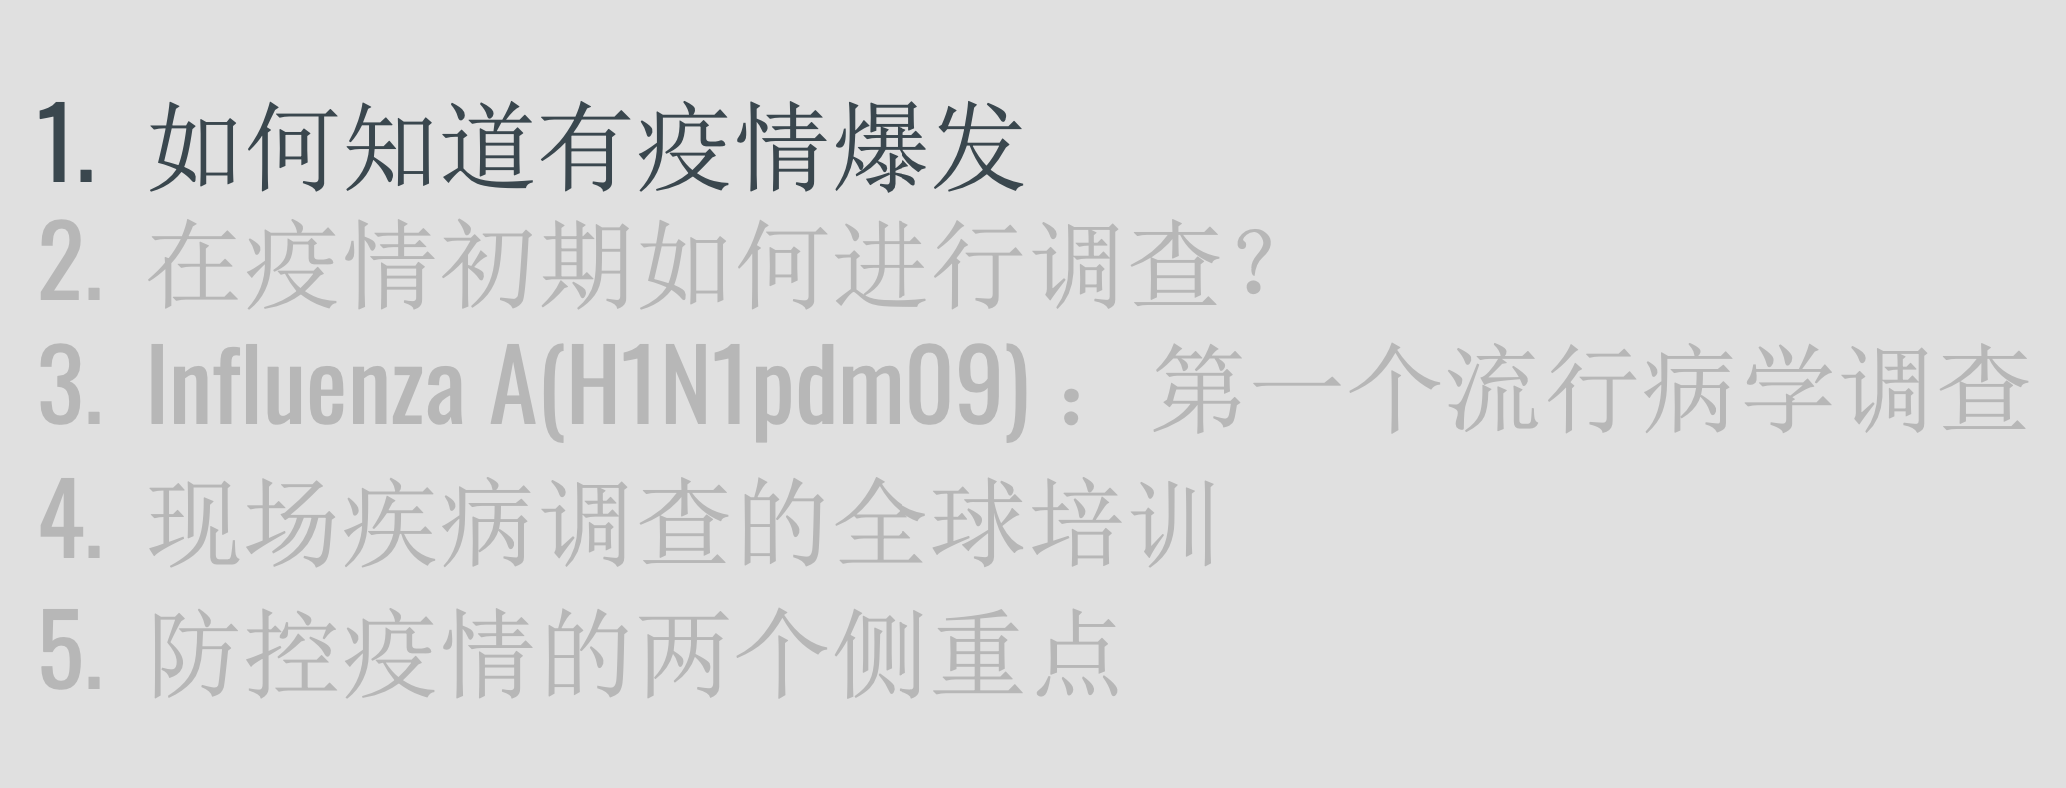 1. 如何知道有疫情爆发
2. 在疫情初期如何进行调查?
3. Influenza A(H1N1pdm09)： 第一个流行病学调查
4. 现场疾病调查的全球培训
5. 防控疫情的两个侧重点